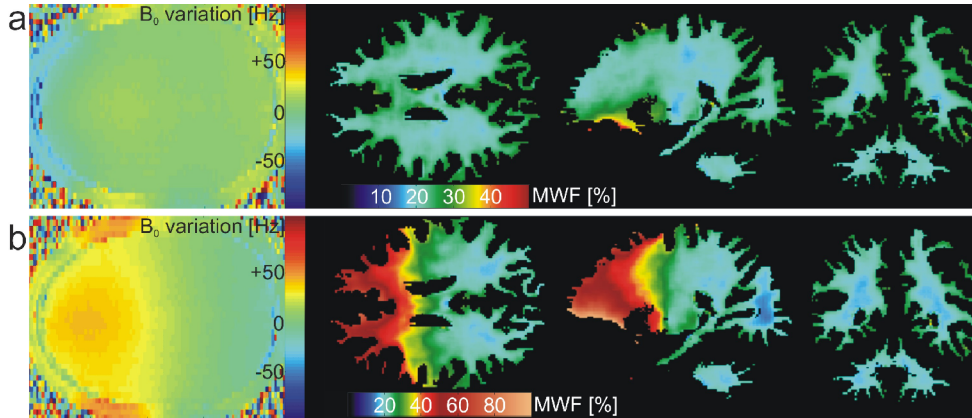 a
B₀ variation [Hz]
+50
0
-50
10 20 30 40 MWF [%]
b
B₀ variation [Hz]
+50
0
-50
20 40 60 80 MWF [%]